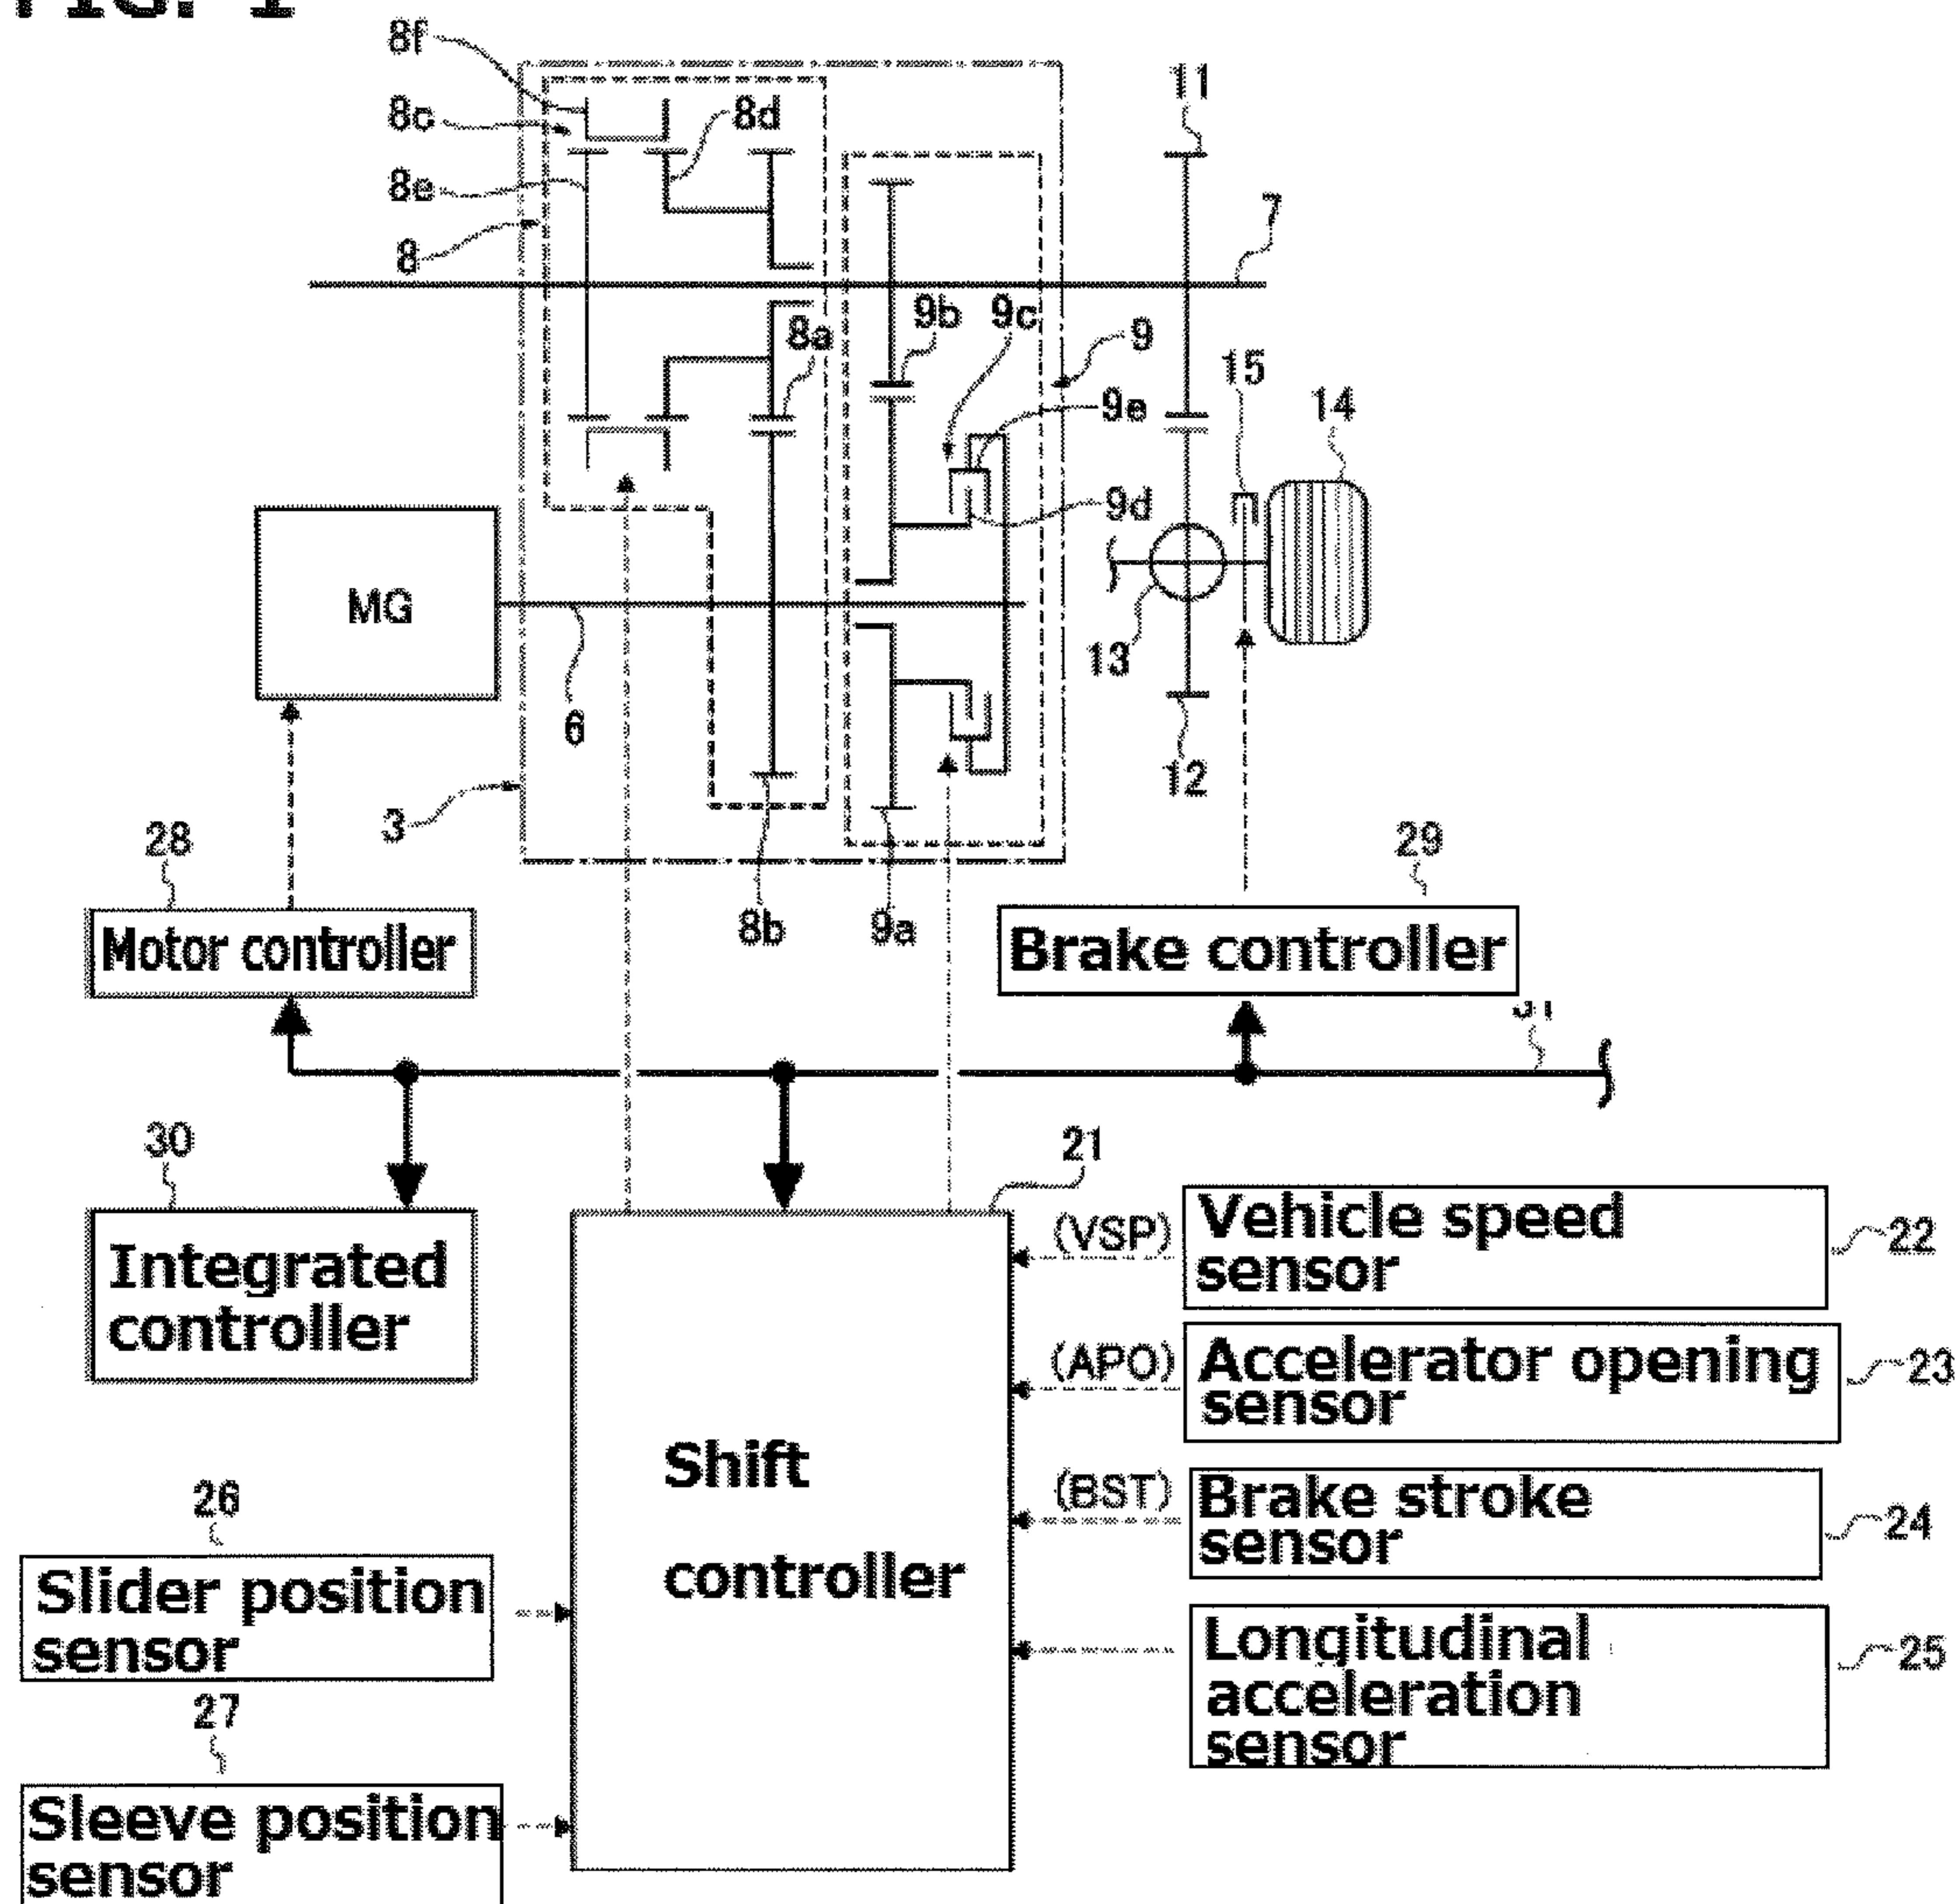 FIG. 1
8f
8c
8d
11
8e
7
8
9b
9c
8a
9
15
14
9e
9d
MG
13
6
12
3
28
29
8b
9a
Motor controller
Brake controller
31
30
21
Integrated
controller
(VSP)
Vehicle speed
sensor
22
(APO)
Accelerator opening
sensor
23
Shift
controller
(BST)
Brake stroke
sensor
24
26
Slider position
sensor
Longitudinal
acceleration
sensor
25
27
Sleeve position
sensor